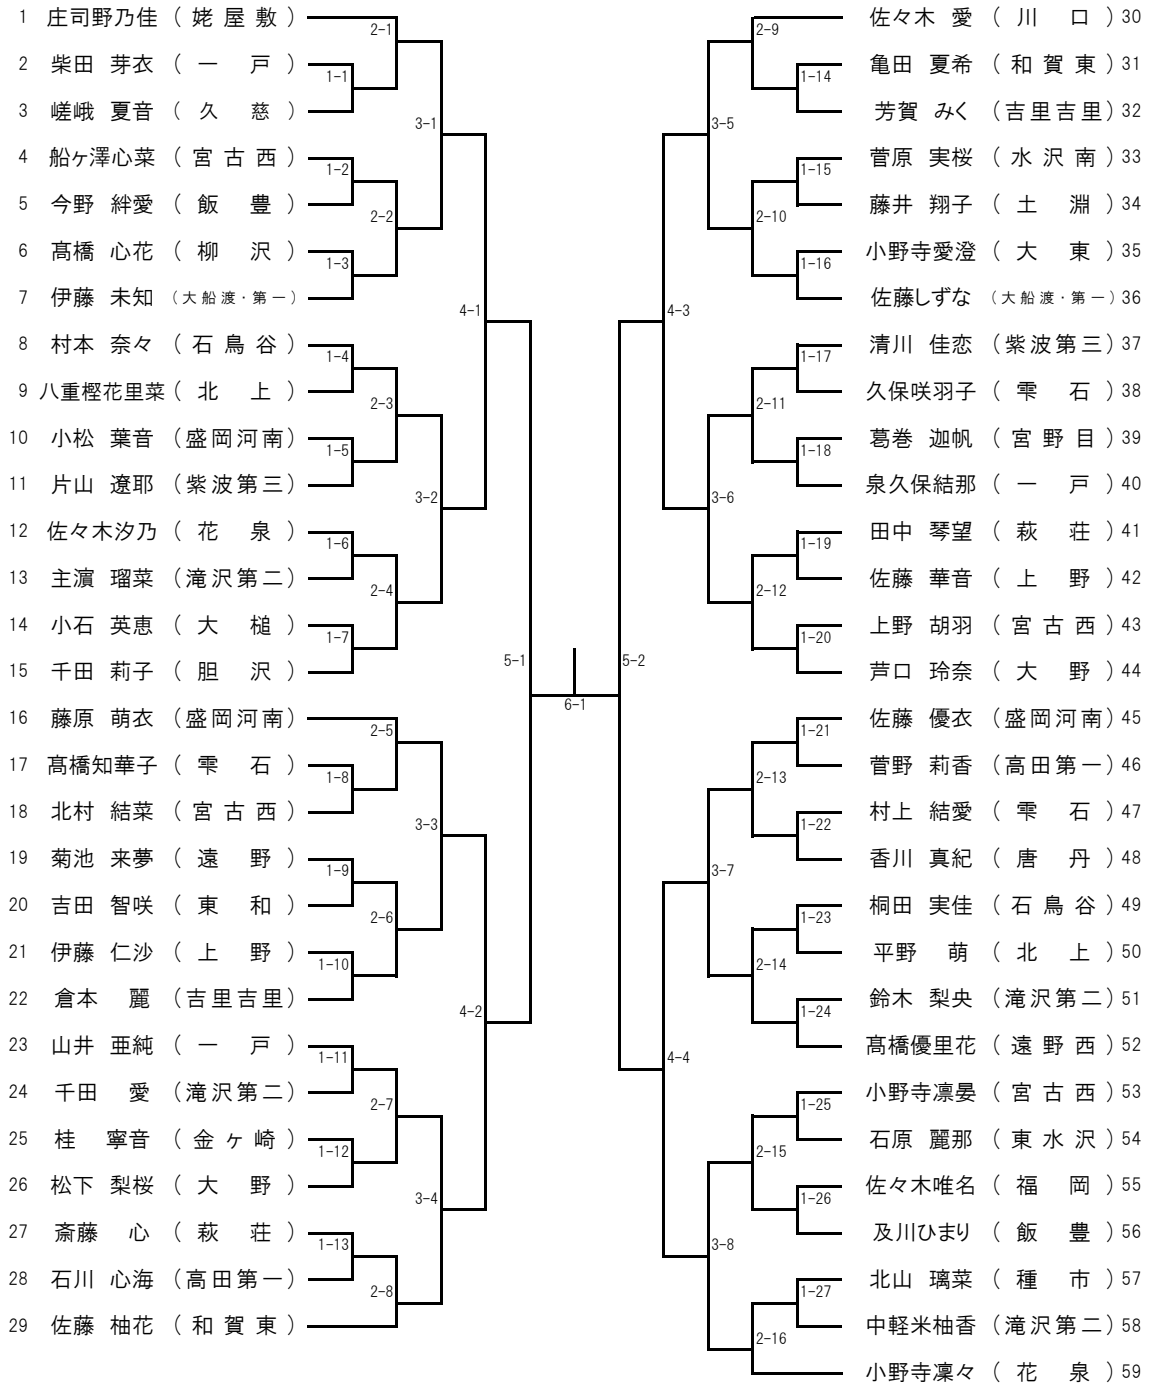 1 庄司野乃佳 （ 姥 屋 敷 ）
2-1
2 柴田 芽衣 （ 一 戸 ）
1-1
3 嵯峨 夏音 （ 久 慈 ）
3-1
4 船ヶ澤心菜 （ 宮 古 西 ）
1-2
5 今野 絆愛 （ 飯 豊 ）
2-2
6 髙橋 心花 （ 柳 沢 ）
1-3
7 伊藤 未知 （大船渡・第一）
4-1
8 村本 奈々 （ 石 鳥 谷 ）
1-4
9 八重樫花里菜 （ 北 上 ）
2-3
10 小松 葉音 （盛岡河南）
1-5
11 片山 遼耶 （紫波第三）
3-2
12 佐々木汐乃 （ 花 泉 ）
1-6
13 主濵 瑠菜 （滝沢第二）
2-4
14 小石 英恵 （ 大 槌 ）
1-7
15 千田 莉子 （ 胆 沢 ）
5-1
16 藤原 萌衣 （盛岡河南）
2-5
17 髙橋知華子 （ 雫 石 ）
1-8
18 北村 結菜 （ 宮 古 西 ）
3-3
19 菊池 来夢 （ 遠 野 ）
1-9
20 吉田 智咲 （ 東 和 ）
2-6
21 伊藤 仁沙 （ 上 野 ）
1-10
22 倉本 麗 （吉里吉里）
4-2
23 山井 亜純 （ 一 戸 ）
1-11
24 千田 愛 （滝沢第二）
2-7
25 桂 寧音 （ 金 ヶ 崎 ）
1-12
26 松下 梨桜 （ 大 野 ）
3-4
27 斎藤 心 （ 萩 荘 ）
1-13
28 石川 心海 （高田第一）
2-8
29 佐藤 柚花 （ 和 賀 東 ）
6-1
佐々木 愛 （ 川 口 ） 30
2-9
亀田 夏希 （ 和 賀 東 ） 31
1-14
芳賀 みく （吉里吉里） 32
3-5
菅原 実桜 （ 水 沢 南 ） 33
1-15
藤井 翔子 （ 土 淵 ） 34
2-10
小野寺愛澄 （ 大 東 ） 35
1-16
佐藤しずな （大船渡・第一） 36
4-3
清川 佳恋 （紫波第三） 37
1-17
久保咲羽子 （ 雫 石 ） 38
2-11
葛巻 迦帆 （ 宮 野 目 ） 39
1-18
泉久保結那 （ 一 戸 ） 40
3-6
田中 琴望 （ 萩 荘 ） 41
1-19
佐藤 華音 （ 上 野 ） 42
2-12
上野 胡羽 （ 宮 古 西 ） 43
1-20
芦口 玲奈 （ 大 野 ） 44
5-2
佐藤 優衣 （盛岡河南） 45
1-21
菅野 莉香 （高田第一） 46
2-13
村上 結愛 （ 雫 石 ） 47
1-22
香川 真紀 （ 唐 丹 ） 48
3-7
桐田 実佳 （ 石 鳥 谷 ） 49
1-23
平野 萌 （ 北 上 ） 50
2-14
鈴木 梨央 （滝沢第二） 51
1-24
髙橋優里花 （ 遠 野 西 ） 52
4-4
小野寺凛晏 （ 宮 古 西 ） 53
1-25
石原 麗那 （ 東 水 沢 ） 54
2-15
佐々木唯名 （ 福 岡 ） 55
1-26
及川ひまり （ 飯 豊 ） 56
3-8
北山 璃菜 （ 種 市 ） 57
1-27
中軽米柚香 （滝沢第二） 58
2-16
小野寺凜々 （ 花 泉 ） 59